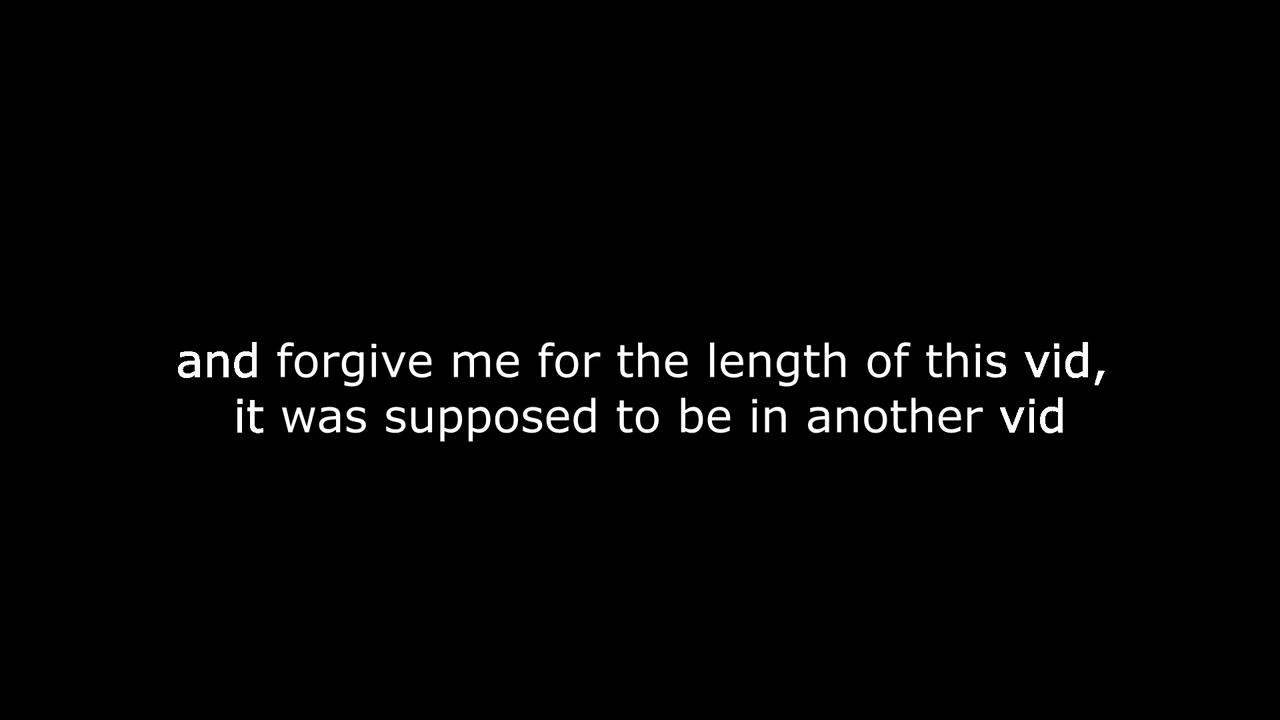 and forgive me for the length of this vid,
it was supposed to be in another vid